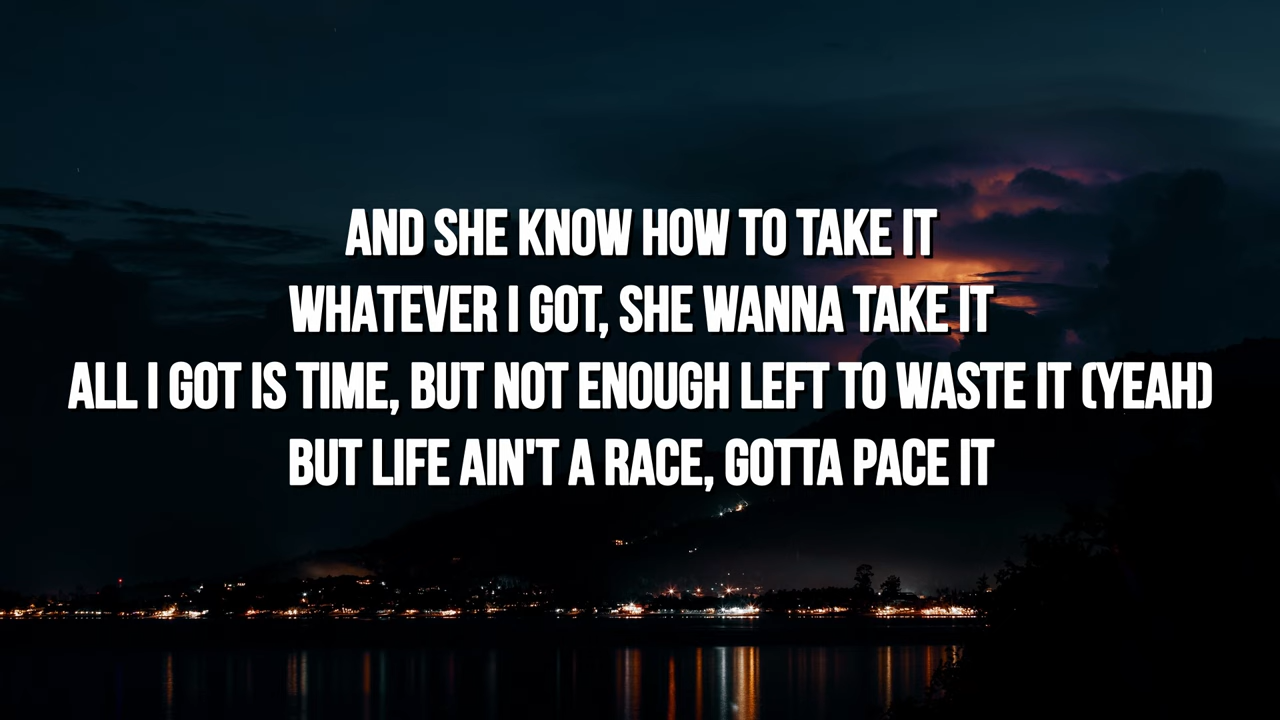 AND SHE KNOW HOW TO TAKE IT
WHATEVER I GOT, SHE WANNA TAKE IT
ALL I GOT IS TIME, BUT NOT ENOUGH LEFT TO WASTE IT (YEAH)
BUT LIFE AIN'T A RACE, GOTTA PACE IT